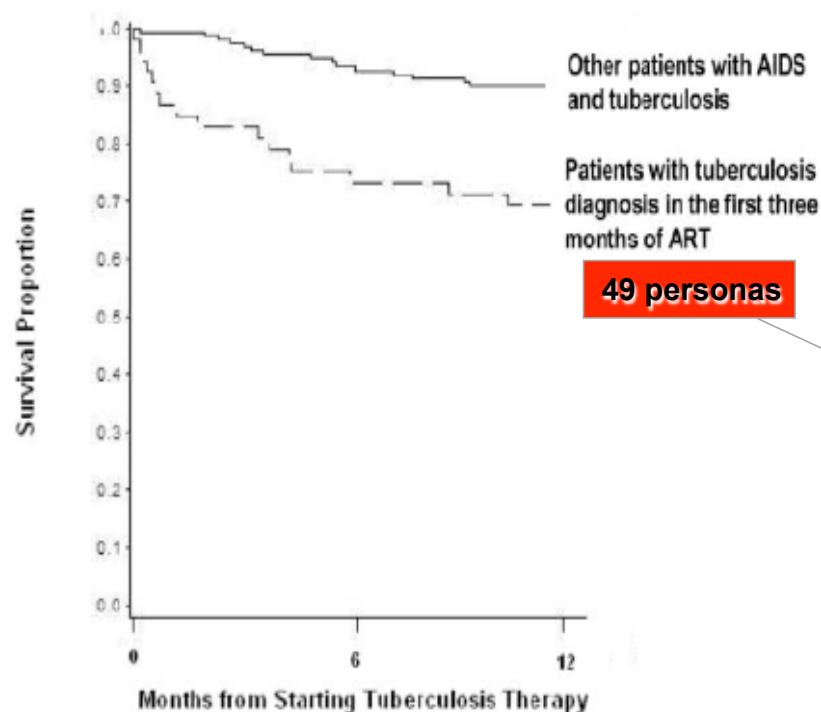 1.0
0.9
0.8
0.7
0.6
0.5
0.4
0.3
0.2
0.1
0.0
Survival Proportion
Other patients with AIDS
and tuberculosis
Patients with tuberculosis
diagnosis in the first three
months of ART
49 personas
0
6
12
Months from Starting Tuberculosis Therapy